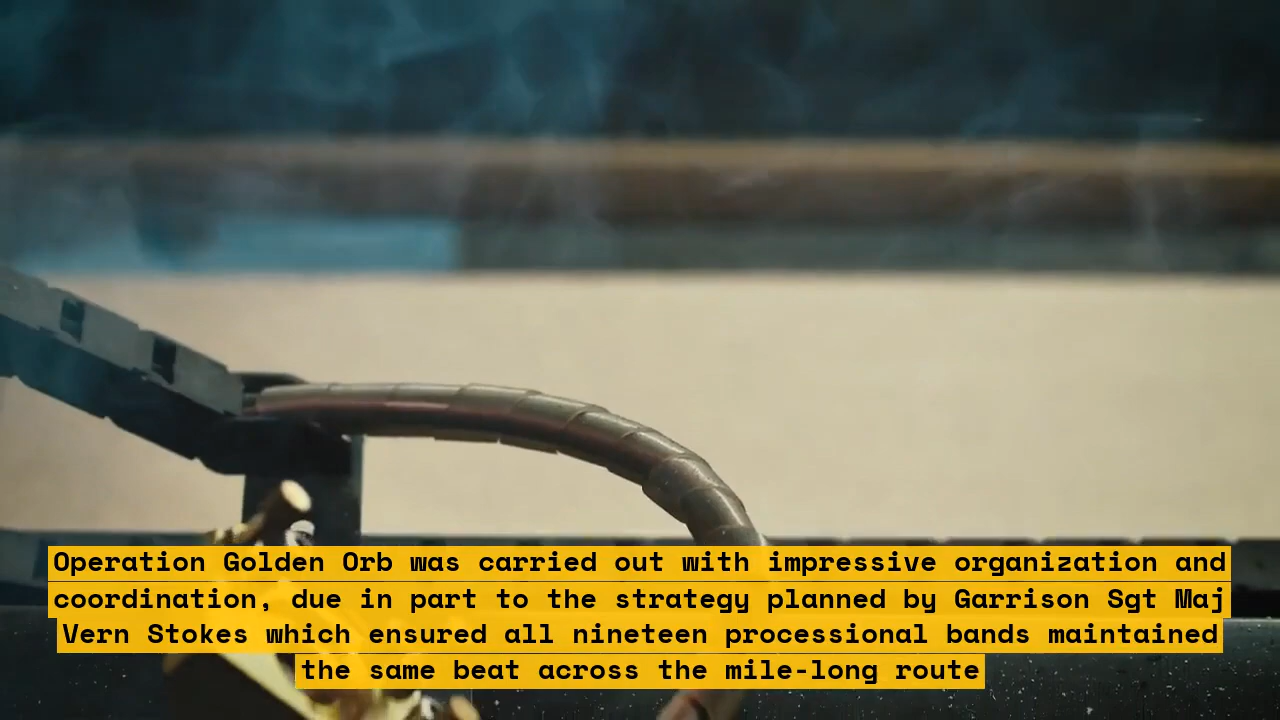 Operation Golden Orb was carried out with impressive organization and
coordination, due in part to the strategy planned by Garrison Sgt Maj
Vern Stokes which ensured all nineteen processional bands maintained
the same beat across the mile-long route